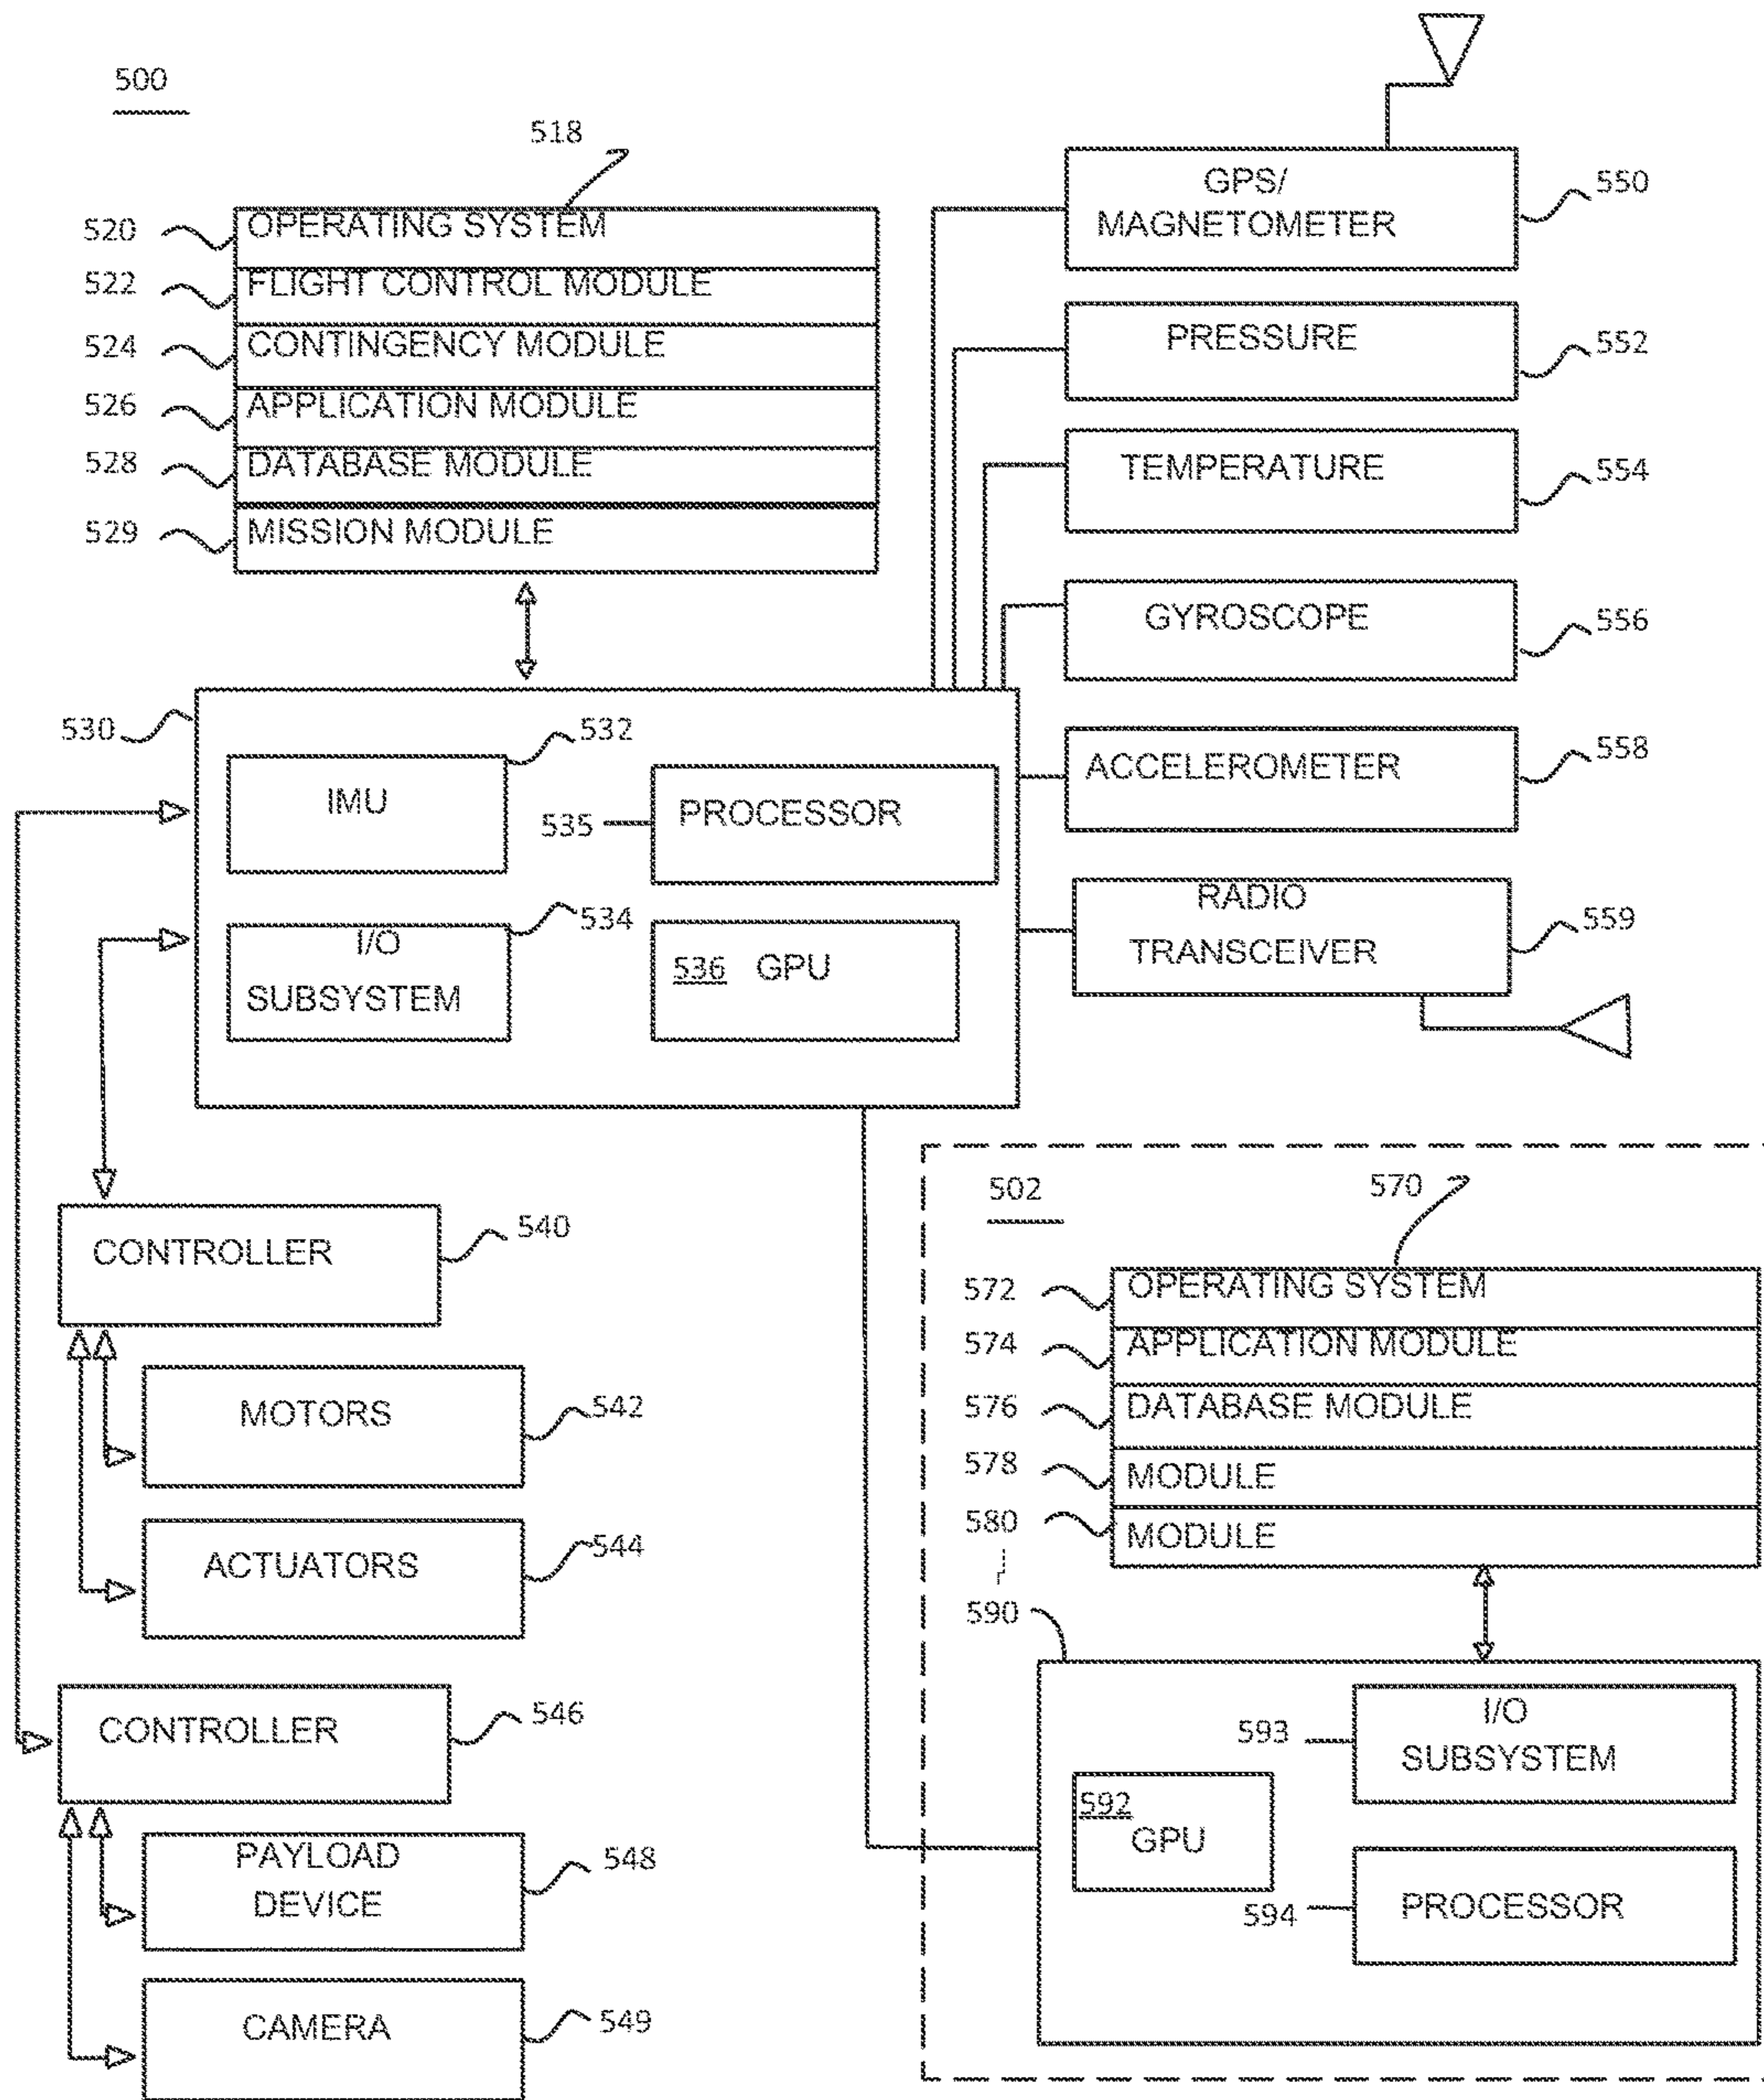 500
518
520 OPERATING SYSTEM
522 FLIGHT CONTROL MODULE
524 CONTINGENCY MODULE
526 APPLICATION MODULE
528 DATABASE MODULE
529 MISSION MODULE
GPS/
MAGNETOMETER
550
PRESSURE
552
TEMPERATURE
554
GYROSCOPE
556
ACCELEROMETER
558
RADIO
TRANSCEIVER
559
530
IMU
532
535
PROCESSOR
I/O
SUBSYSTEM
534
536 GPU
CONTROLLER
540
MOTORS
542
ACTUATORS
544
CONTROLLER
546
PAYLOAD
DEVICE
548
CAMERA
549
502
570
572 OPERATING SYSTEM
574 APPLICATION MODULE
576 DATABASE MODULE
578 MODULE
580 MODULE
590
593
I/O
SUBSYSTEM
592
GPU
594
PROCESSOR